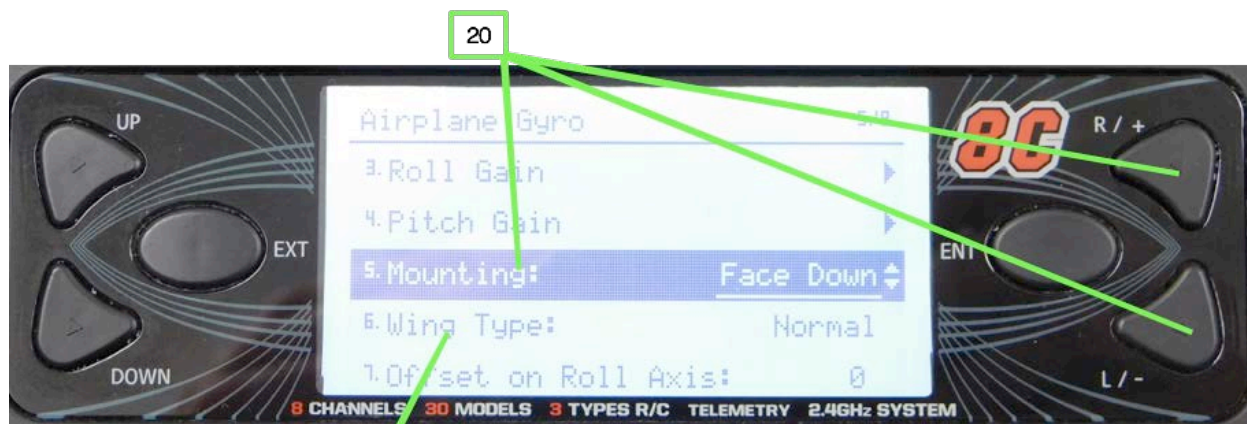 20
UP
DOWN
EXT
Airplane Gyro 5/9
3. Roll Gain
4. Pitch Gain
5. Mounting: Face Down
6. Wing Type: Normal
7. Offset on Roll Axis: 0
8C
R / +
ENT
L / -
8 CHANNELS 30 MODELS 3 TYPES R/C TELEMETRY 2.4GHz SYSTEM